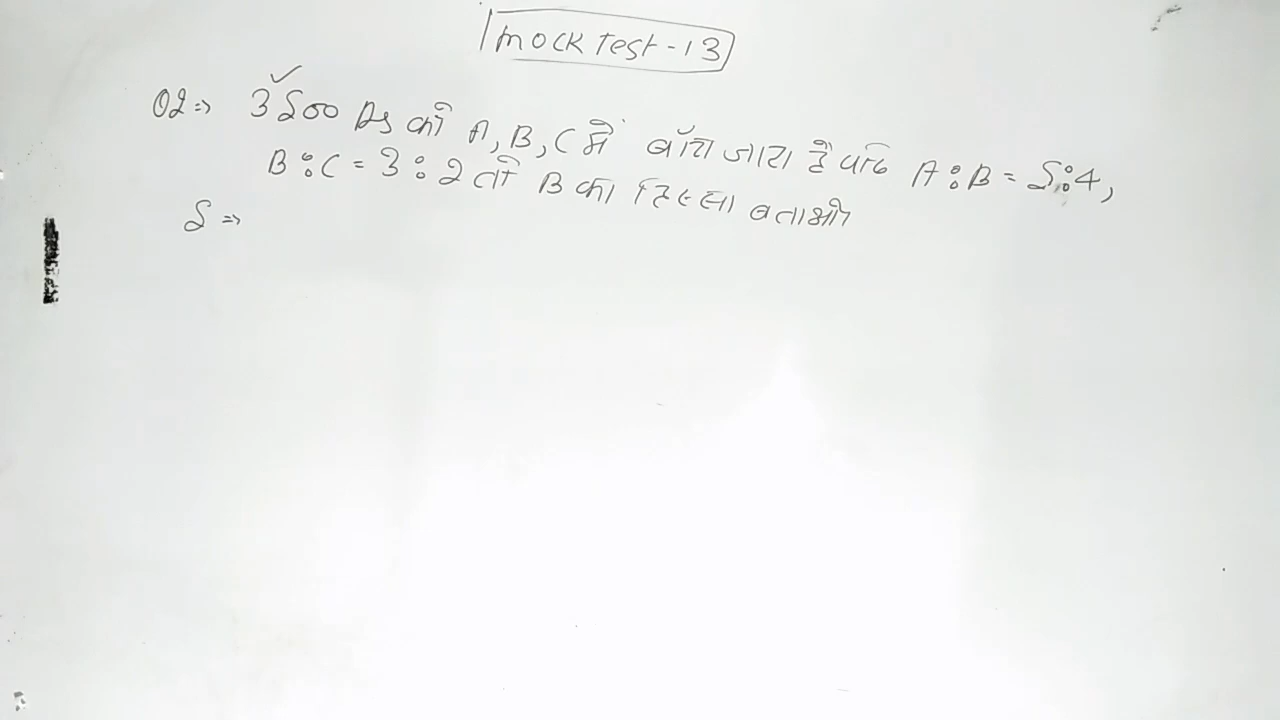 mock Test-13
Q2⇒ 3500 Rs को A, B, C में बाँटा जाता है यदि A:B = 5:4,
B:C = 3:2 तो B का हिस्सा बताओ
S⇒